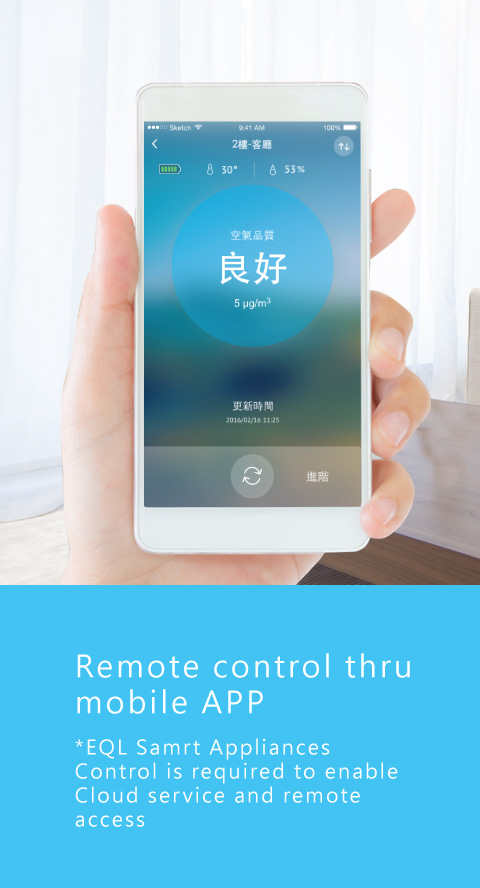 Sketch 9:41 AM 100%
2樓-客廳
30° 53%
空氣品質
良好
5 µg/m³
更新時間
2016/02/16 11:25
進階
Remote control thru
mobile APP
*EQL Samrt Appliances
Control is required to enable
Cloud service and remote
access